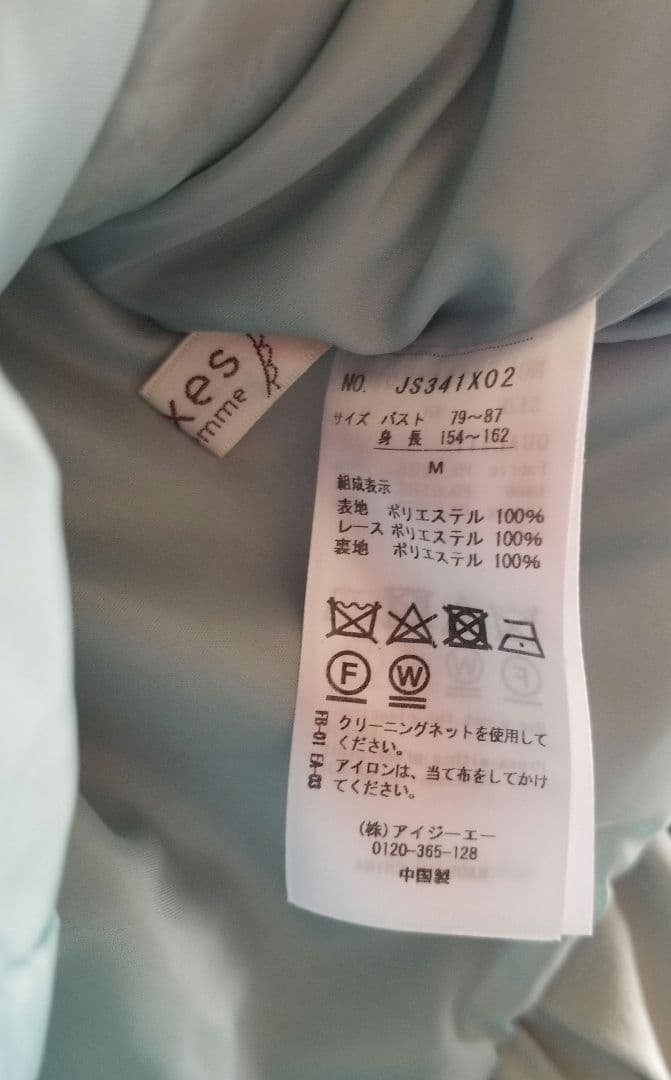 xes
mme
NO. JS341X02
サイズ バスト 79~87
身長 154~162
M
組成表示
表地 ポリエステル 100%
レース ポリエステル 100%
裏地 ポリエステル 100%
F W
クリーニングネットを使用して
ください。
アイロンは、当て布をしてかけ
てください。
FB-01 EA-03
(株)アイジーエー
0120-365-128
中国製